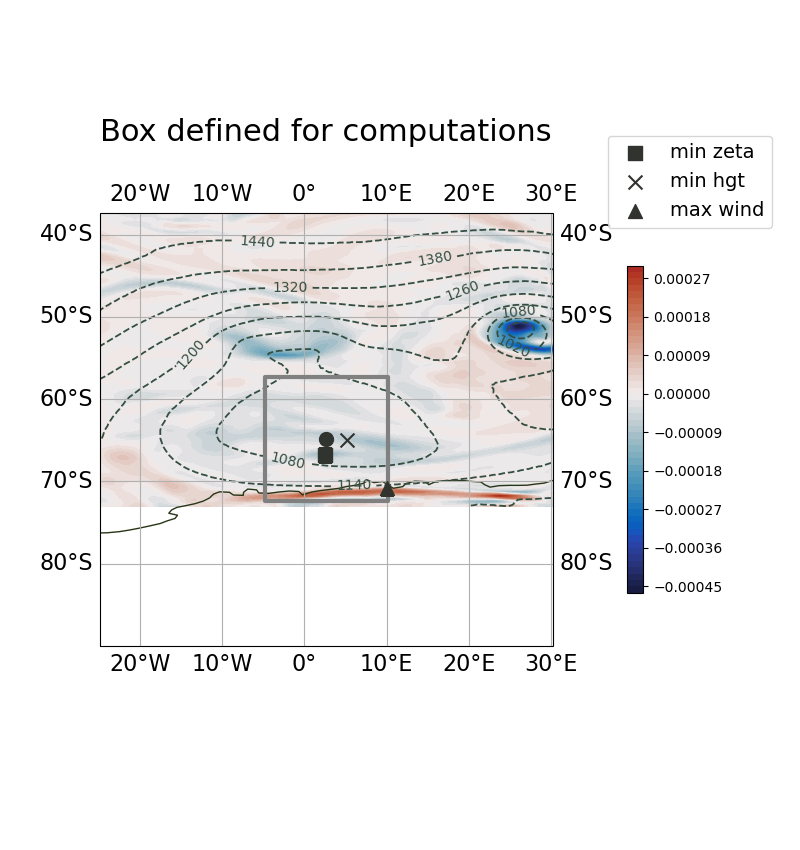 Box defined for computations
min zeta
min hgt
max wind
20°W 10°W 0° 10°E 20°E 30°E
40°S 40°S
1440
1380
1320
1260
1200
1080
1020
50°S 50°S
60°S 60°S
1080
1140
70°S 70°S
80°S 80°S
20°W 10°W 0° 10°E 20°E 30°E
0.00027
0.00018
0.00009
0.00000
−0.00009
−0.00018
−0.00027
−0.00036
−0.00045